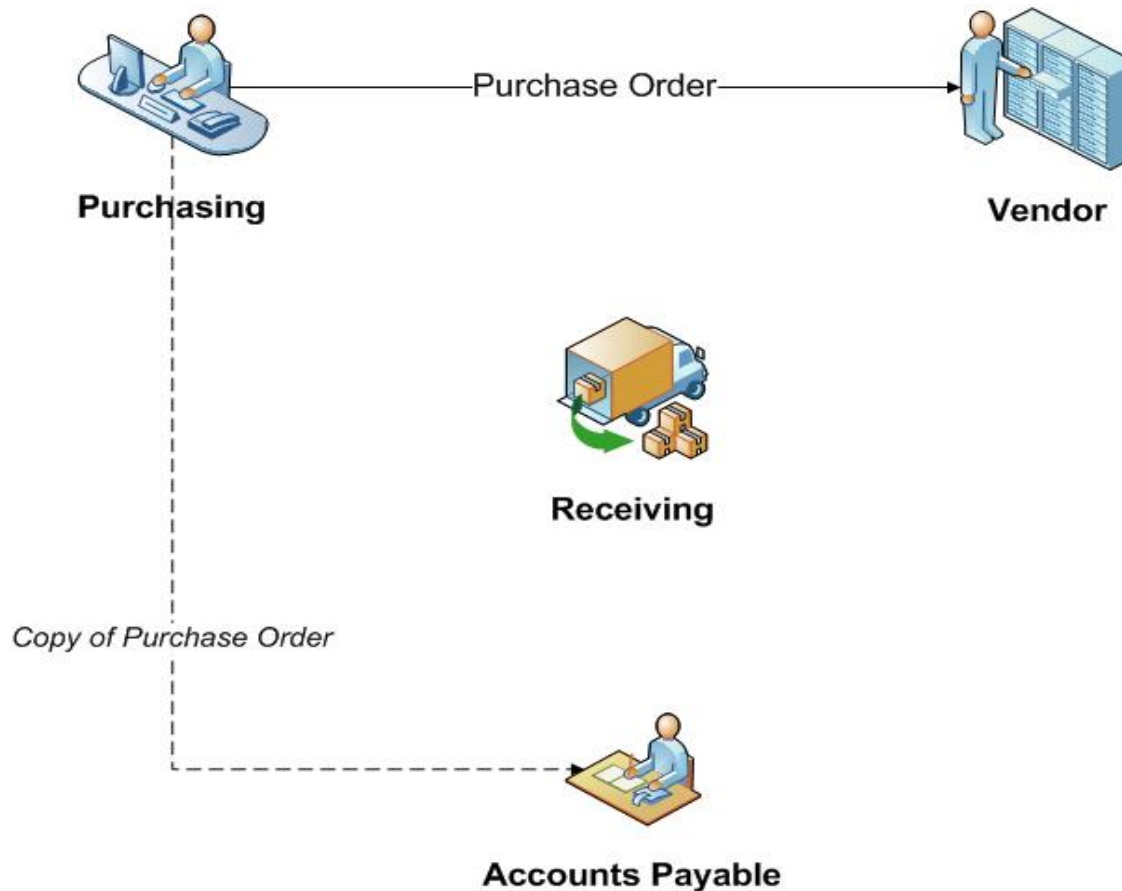 Purchase Order
Purchasing
Vendor
Receiving
Copy of Purchase Order
Accounts Payable